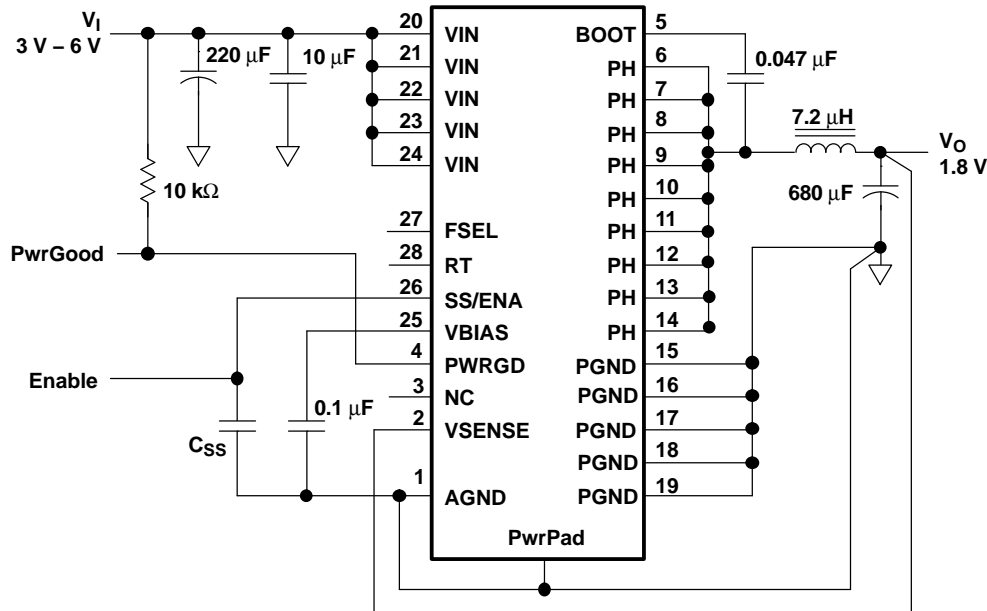 VI
3 V – 6 V
220 μF
10 μF
10 kΩ
PwrGood
Enable
CSS
0.1 μF
20 VIN
21 VIN
22 VIN
23 VIN
24 VIN
27 FSEL
28 RT
26 SS/ENA
25 VBIAS
4 PWRGD
3 NC
2 VSENSE
1 AGND
PwrPad
BOOT 5
PH 6
PH 7
PH 8
PH 9
PH 10
PH 11
PH 12
PH 13
PH 14
PGND 15
PGND 16
PGND 17
PGND 18
PGND 19
0.047 μF
7.2 μH
VO
1.8 V
680 μF